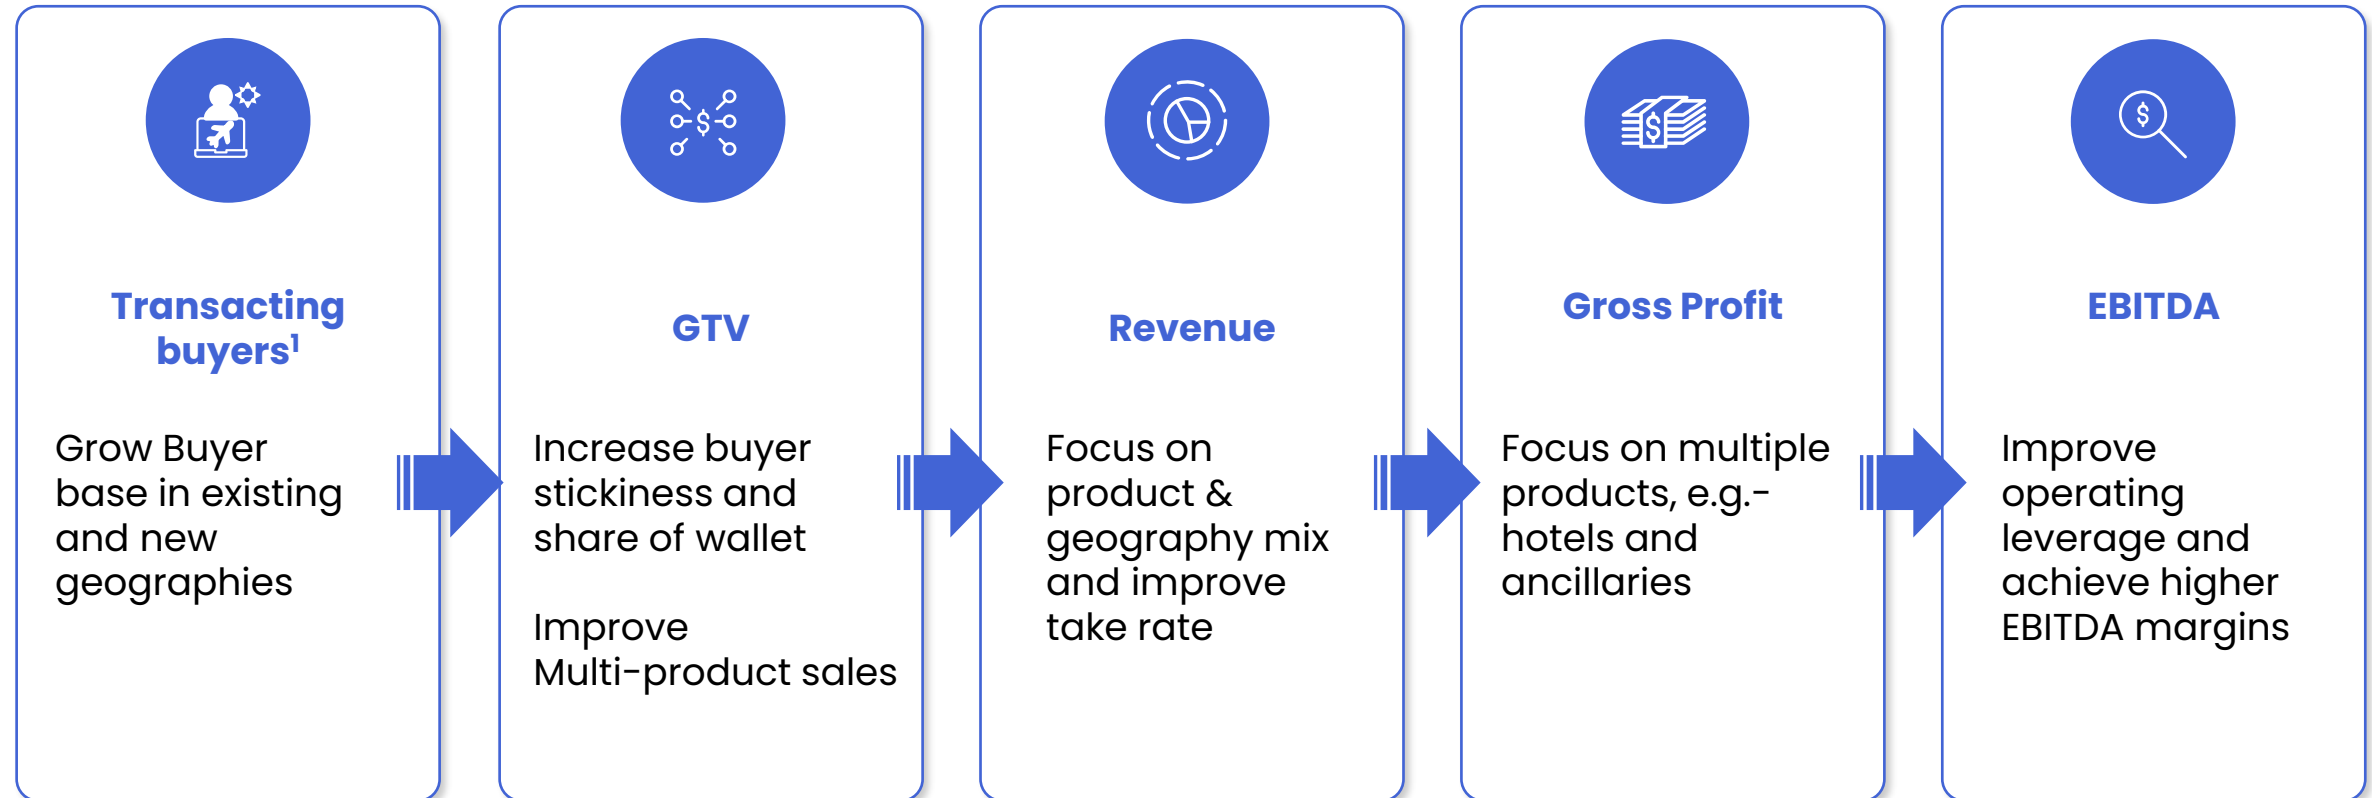 Transacting
buyers¹
Grow Buyer
base in existing
and new
geographies
GTV
Increase buyer
stickiness and
share of wallet
Improve
Multi-product sales
Revenue
Focus on
product &
geography mix
and improve
take rate
Gross Profit
Focus on multiple
products, e.g.-
hotels and
ancillaries
EBITDA
Improve
operating
leverage and
achieve higher
EBITDA margins